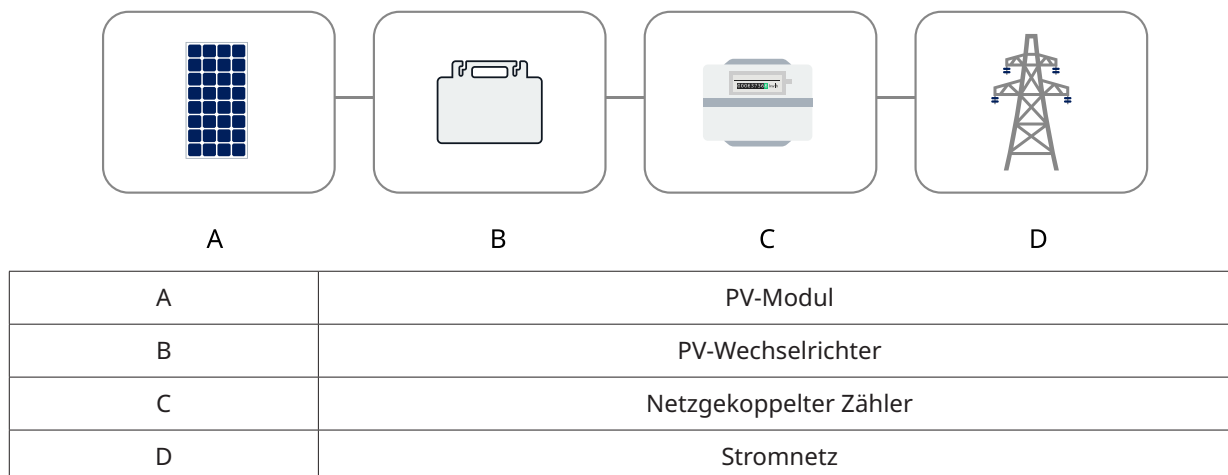 A B C D
A PV-Modul
B PV-Wechselrichter
C Netzgekoppelter Zähler
D Stromnetz